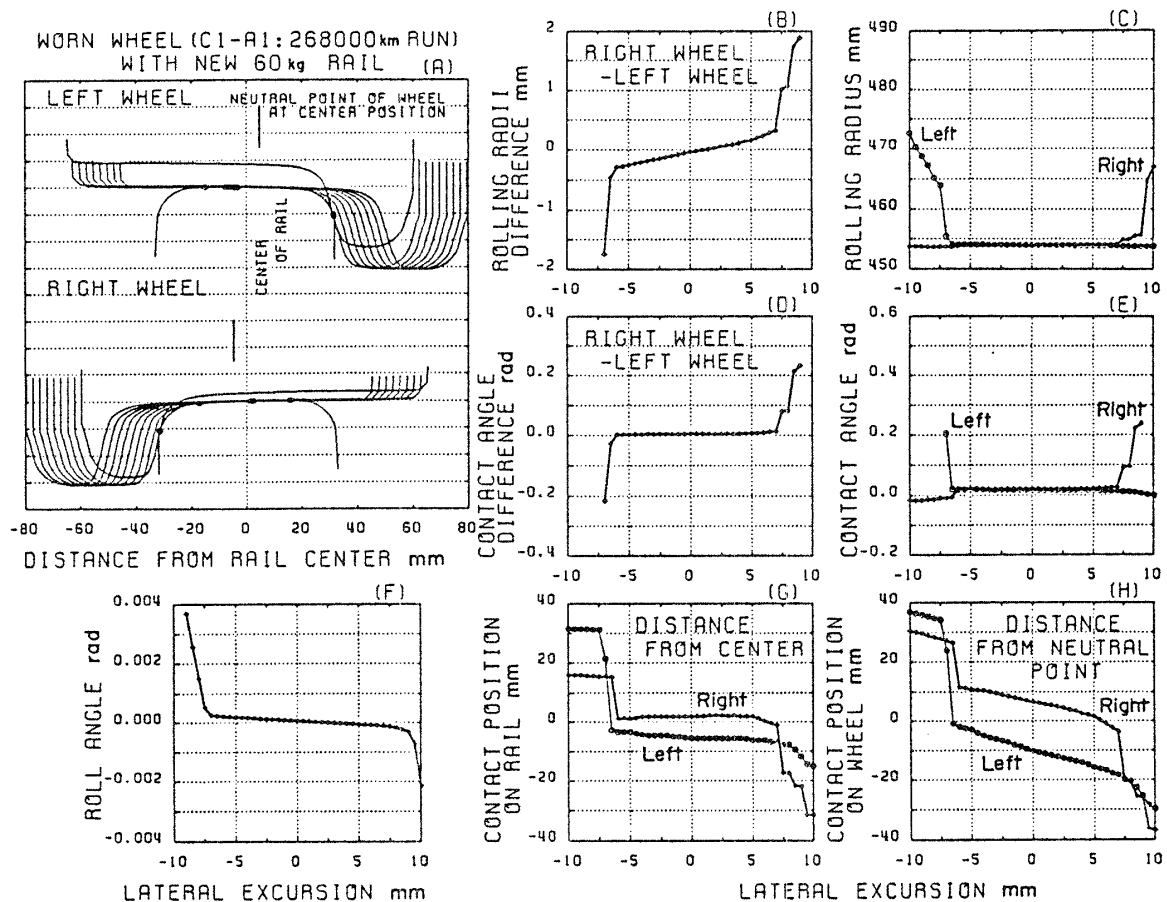 WORN WHEEL (C1-A1:268000km RUN)
WITH NEW 60kg RAIL (A)
LEFT WHEEL
NEUTRAL POINT OF WHEEL
AT CENTER POSITION
CENTER
OF RAIL
RIGHT WHEEL
-80 -60 -40 -20 0 20 40 60 80
DISTANCE FROM RAIL CENTER mm
(B)
RIGHT WHEEL
-LEFT WHEEL
ROLLING RADII
DIFFERENCE mm
2
1
0
-1
-2
-10 -5 0 5 10
(C)
ROLLING RADIUS mm
490
480
470
460
450
Left
Right
-10 -5 0 5 10
(D)
RIGHT WHEEL
-LEFT WHEEL
CONTACT ANGLE
DIFFERENCE rad
0.4
0.2
0.0
-0.2
-0.4
-10 -5 0 5 10
(E)
CONTACT ANGLE rad
0.6
0.4
0.2
0.0
-0.2
Left
Right
-10 -5 0 5 10
(F)
ROLL ANGLE rad
0.004
0.002
0.000
-0.002
-0.004
-10 -5 0 5 10
LATERAL EXCURSION mm
(G)
DISTANCE
FROM CENTER
CONTACT POSITION
ON RAIL mm
40
20
0
-20
-40
Right
Left
-10 -5 0 5 10
(H)
DISTANCE
FROM NEUTRAL
POINT
CONTACT POSITION
ON WHEEL mm
40
20
0
-20
-40
Right
Left
-10 -5 0 5 10
LATERAL EXCURSION mm